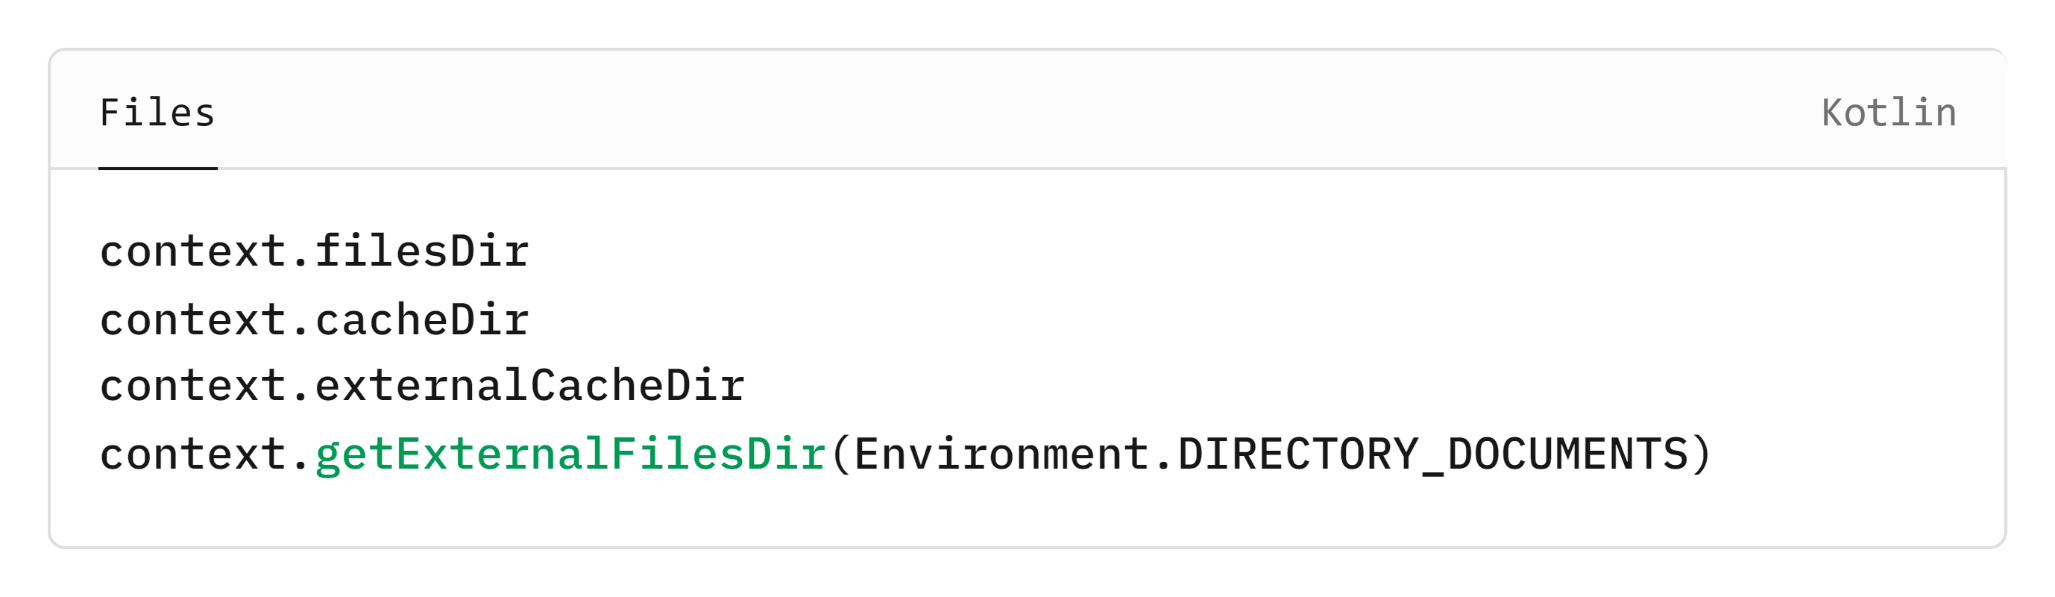 Files
Kotlin
context.filesDir
context.cacheDir
context.externalCacheDir
context.getExternalFilesDir(Environment.DIRECTORY_DOCUMENTS)